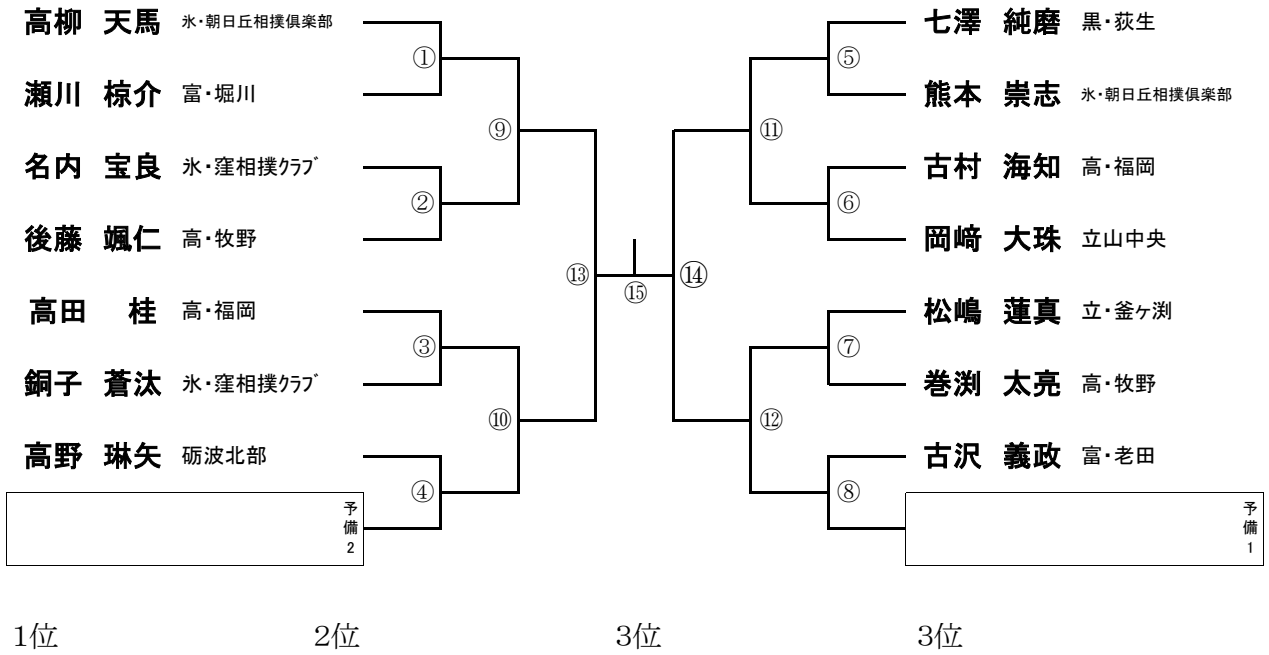 高柳 天馬 氷・朝日丘相撲倶楽部
①
瀬川 椋介 富・堀川
⑨
名内 宝良 氷・窪相撲ｸﾗﾌﾞ
②
後藤 颯仁 高・牧野
⑬
高田 桂 高・福岡
③
銅子 蒼汰 氷・窪相撲ｸﾗﾌﾞ
⑩
高野 琳矢 砺波北部
④
予備2
⑮
七澤 純磨 黒・荻生
⑤
熊本 崇志 氷・朝日丘相撲倶楽部
⑪
古村 海知 高・福岡
⑥
岡﨑 大珠 立山中央
⑭
松嶋 蓮真 立・釜ヶ渕
⑦
巻渕 太亮 高・牧野
⑫
古沢 義政 富・老田
⑧
予備1
1位 2位 3位 3位